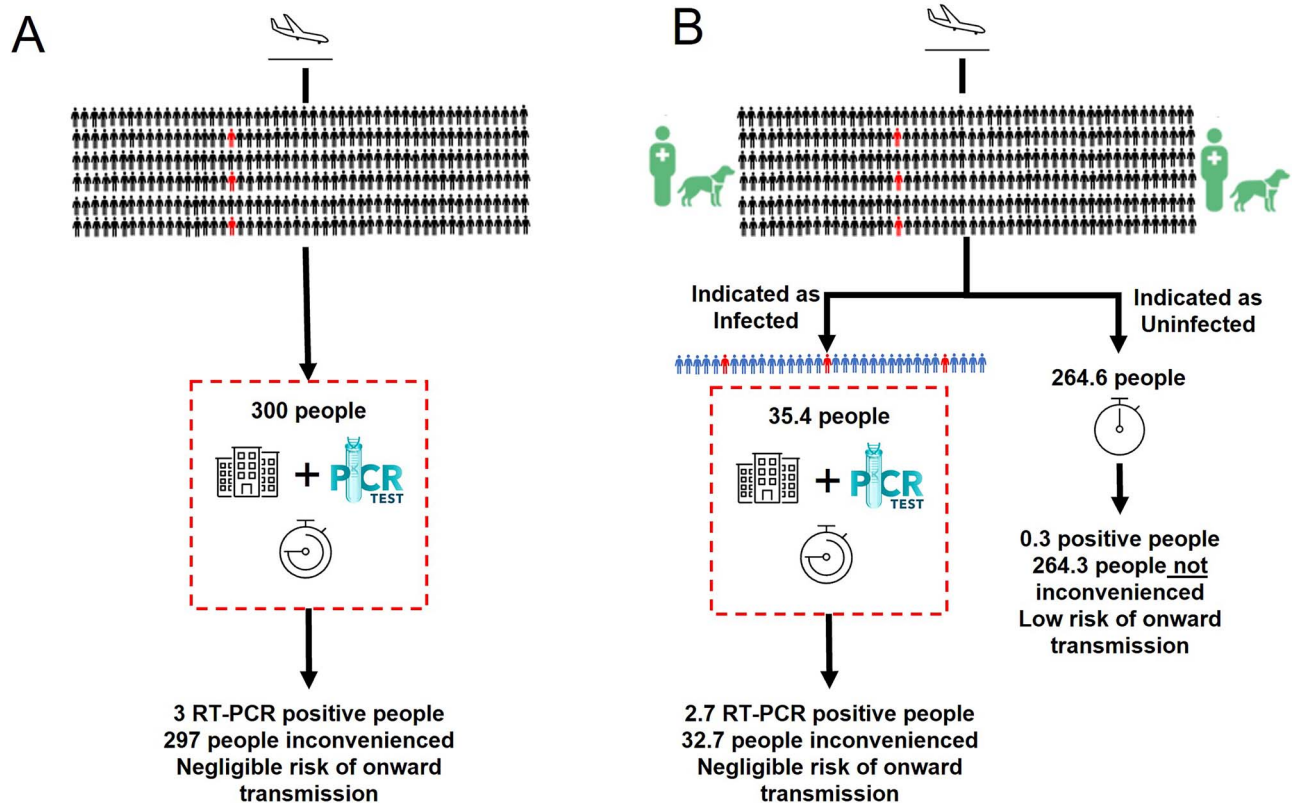 A
300 people
PCR
TEST
3 RT-PCR positive people
297 people inconvenienced
Negligible risk of onward
transmission
B
Indicated as
Infected
Indicated as
Uninfected
35.4 people
PCR
TEST
2.7 RT-PCR positive people
32.7 people inconvenienced
Negligible risk of onward
transmission
264.6 people
0.3 positive people
264.3 people not
inconvenienced
Low risk of onward
transmission